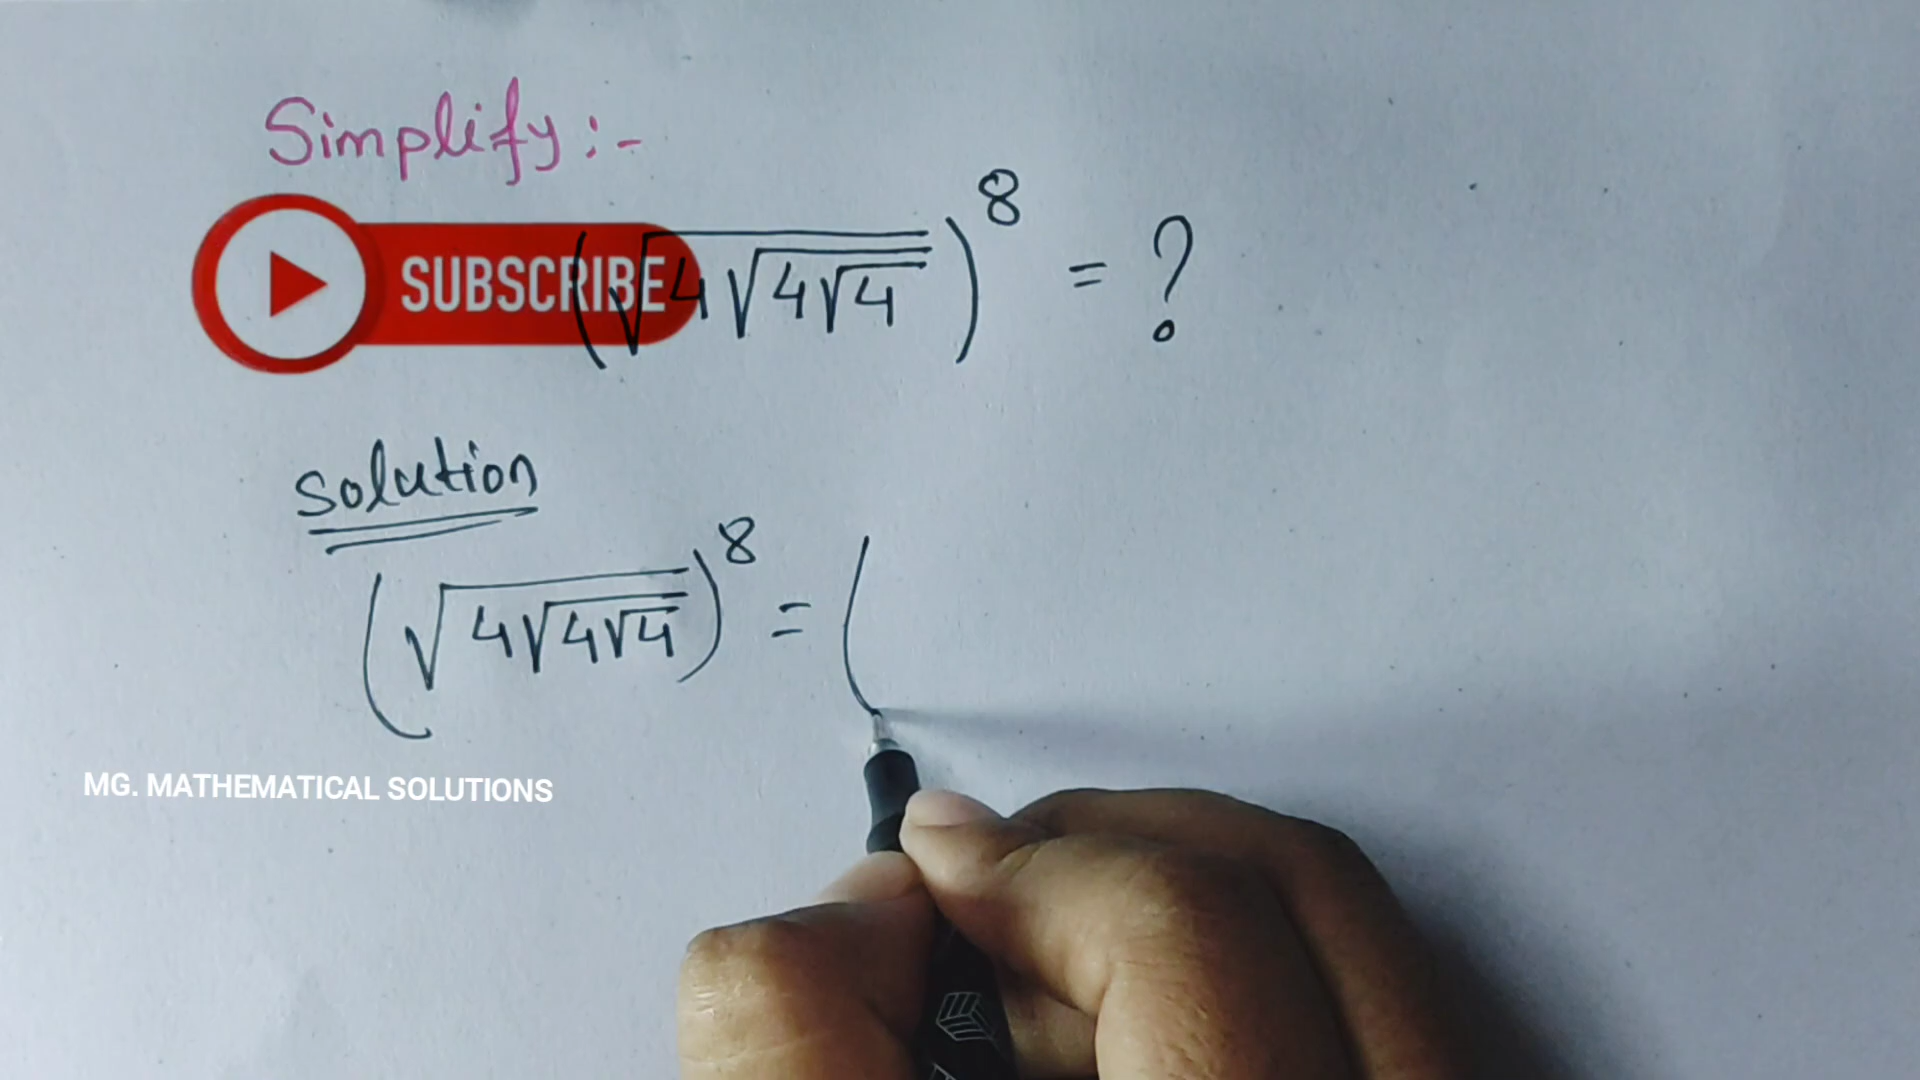 Simplify:-
SUBSCRIBE
(√4√4√4)⁸ = ?
Solution
(√4√4√4)⁸ = (
MG. MATHEMATICAL SOLUTIONS